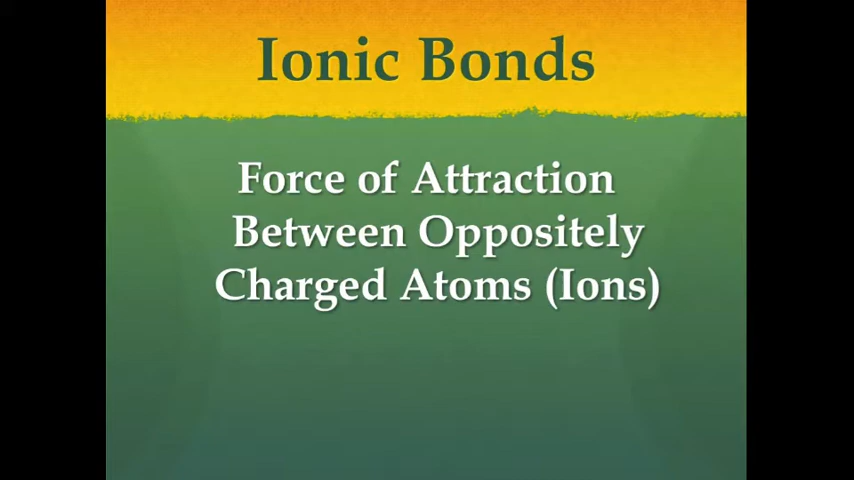 Ionic Bonds
Force of Attraction
Between Oppositely
Charged Atoms (Ions)